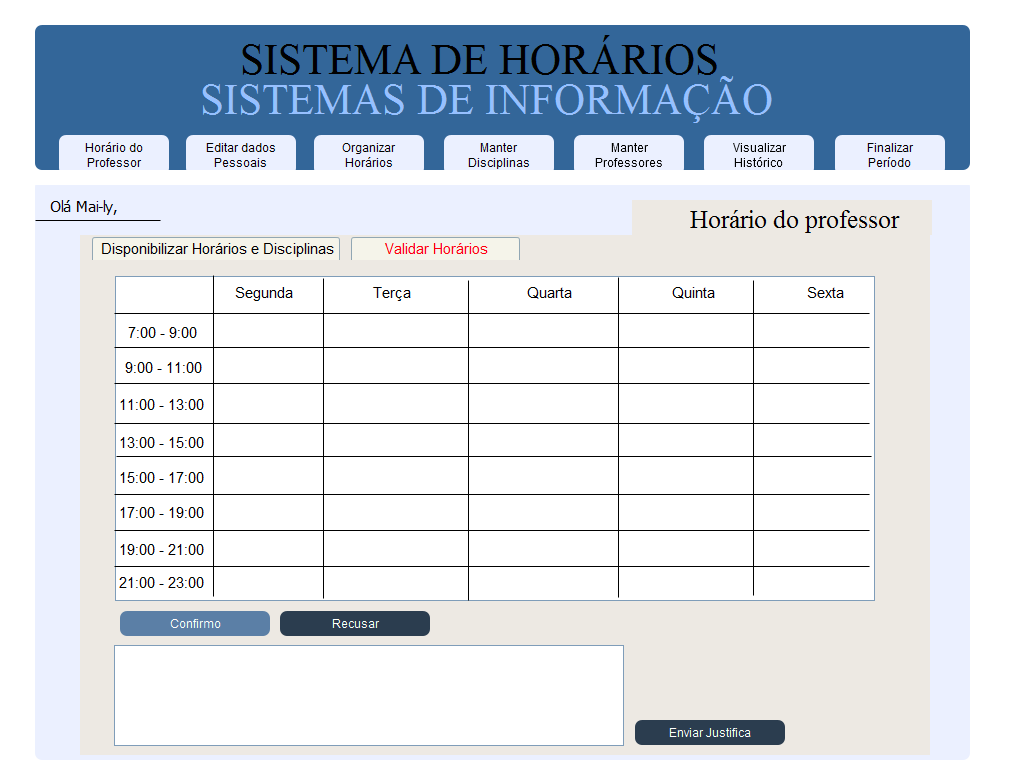 SISTEMA DE HORÁRIOS
SISTEMAS DE INFORMAÇÃO
Horário do Professor
Editar dados Pessoais
Organizar Horários
Manter Disciplinas
Manter Professores
Visualizar Histórico
Finalizar Período
Olá Mai-ly,
Horário do professor
Disponibilizar Horários e Disciplinas
Validar Horários
Segunda Terça Quarta Quinta Sexta
7:00 - 9:00
9:00 - 11:00
11:00 - 13:00
13:00 - 15:00
15:00 - 17:00
17:00 - 19:00
19:00 - 21:00
21:00 - 23:00
Confirmo
Recusar
Enviar Justifica